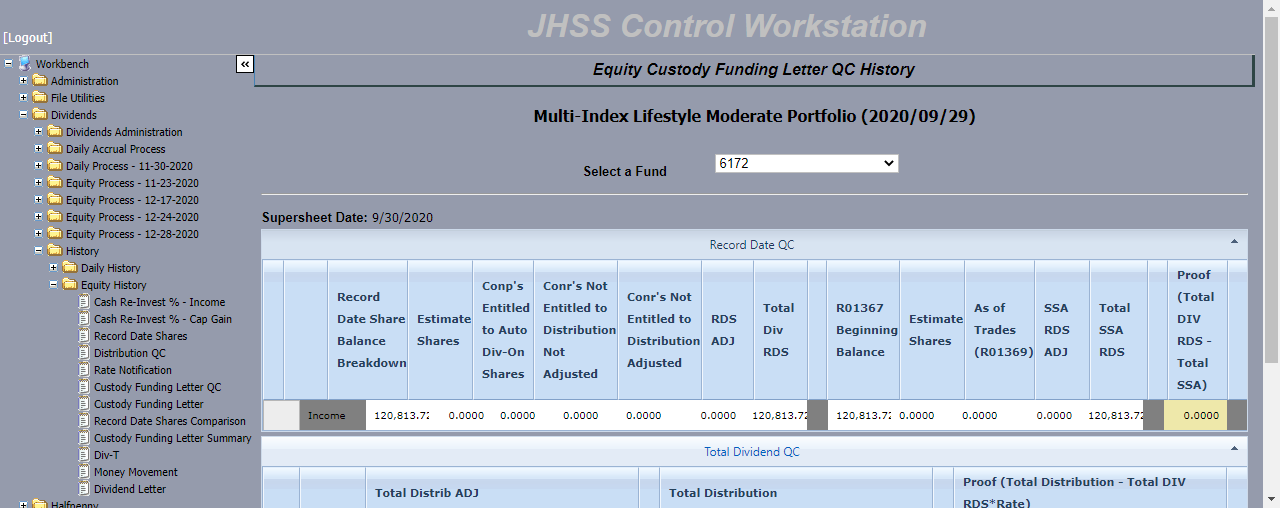 JHSS Control Workstation
[Logout]
Workbench
Administration
File Utilities
Dividends
Dividends Administration
Daily Accrual Process
Daily Process - 11-30-2020
Equity Process - 11-23-2020
Equity Process - 12-17-2020
Equity Process - 12-24-2020
Equity Process - 12-28-2020
History
Daily History
Equity History
Cash Re-Invest % - Income
Cash Re-Invest % - Cap Gain
Record Date Shares
Distribution QC
Rate Notification
Custody Funding Letter QC
Custody Funding Letter
Record Date Shares Comparison
Custody Funding Letter Summary
Div-T
Money Movement
Dividend Letter
Halfpenny
«
Equity Custody Funding Letter QC History
Multi-Index Lifestyle Moderate Portfolio (2020/09/29)
Select a Fund 6172
Supersheet Date: 9/30/2020
Record Date QC
Record
Date Share
Balance
Breakdown
Estimate
Shares
Conp's
Entitled
to Auto
Div-On
Shares
Conr's Not
Entitled to
Distribution
Not
Adjusted
Conr's Not
Entitled to
Distribution
Adjusted
RDS
ADJ
Total
Div
RDS
R01367
Beginning
Balance
Estimate
Shares
As of
Trades
(R01369)
SSA
RDS
ADJ
Total
SSA
RDS
Proof
(Total
DIV
RDS -
Total
SSA)
Income 120,813.72 0.0000 0.0000 0.0000 0.0000 0.0000 120,813.72 120,813.72 0.0000 0.0000 0.0000 120,813.72 0.0000
Total Dividend QC
Total Distrib ADJ
Total Distribution
Proof (Total Distribution - Total DIV
RDS*Rate)